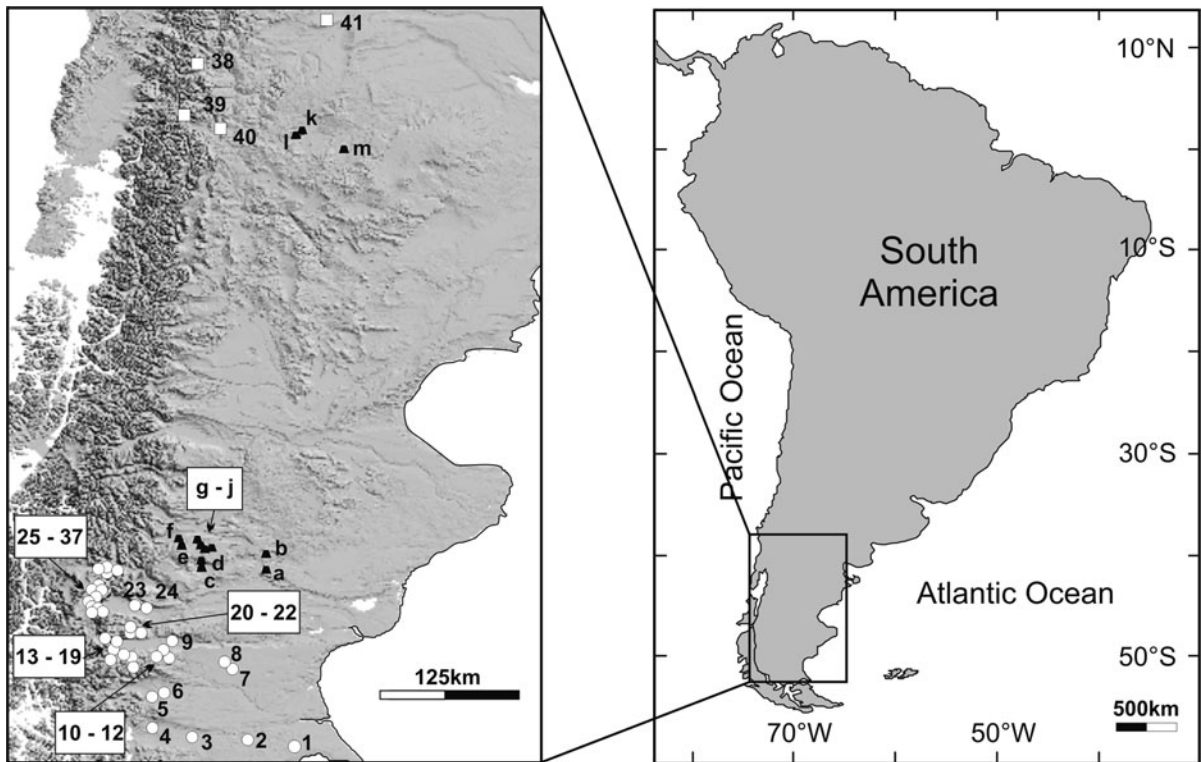 41
38
39
40
k
l
m
g - j
f
e
d
c
b
a
25 - 37
23 24
20 - 22
9
13 - 19
8
7
6
5
10 - 12
4
3
2
1
125km
10°N
South
America
10°S
Pacific Ocean
30°S
Atlantic Ocean
50°S
500km
70°W
50°W